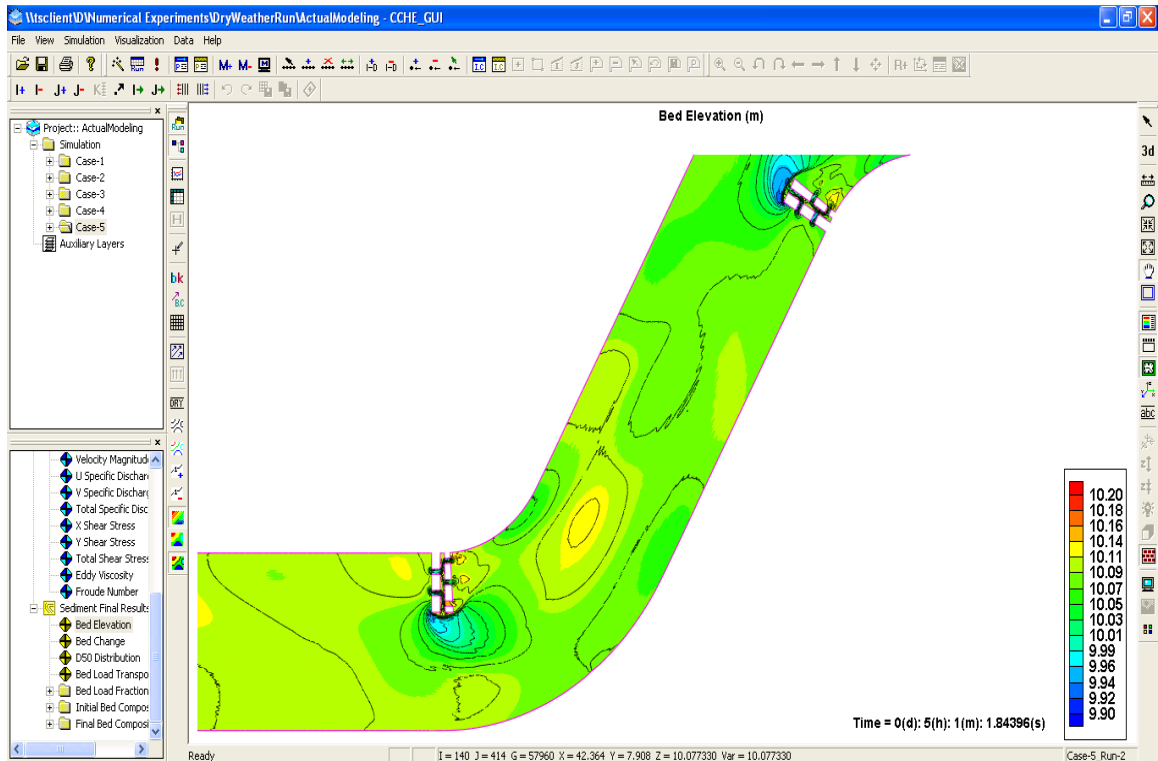 \\tsclient\D\Numerical Experiments\DryWeatherRun\ActualModeling - CCHE_GUI
File View Simulation Visualization Data Help
Run
M+ M-
I.C I.C
R+
I+ I- J+ J- I+ J+
Project:: ActualModeling
Simulation
Case-1
Case-2
Case-3
Case-4
Case-5
Auxiliary Layers
Velocity Magnitud
U Specific Dischar
V Specific Discharg
Total Specific Disc
X Shear Stress
Y Shear Stress
Total Shear Stress
Eddy Viscosity
Froude Number
Sediment Final Results
Bed Elevation
Bed Change
D50 Distribution
Bed Load Transpo
Bed Load Fraction
Initial Bed Compos
Final Bed Composi
Run
H
bk
B.C
DRY
Bed Elevation (m)
10.20
10.18
10.16
10.14
10.11
10.09
10.07
10.05
10.03
10.01
9.99
9.96
9.94
9.92
9.90
Time = 0(d): 5(h): 1(m): 1.84396(s)
3d
abc
Ready
I = 140 J = 414 G = 57960 X = 42.364 Y = 7.908 Z = 10.077330 Var = 10.077330
Case-5 Run-2